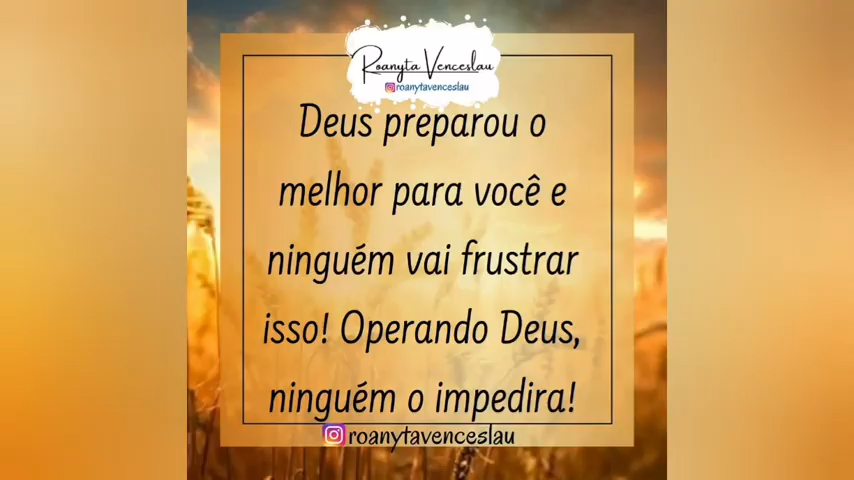 Roanyta Venceslau
roanytavenceslau
Deus preparou o
melhor para você e
ninguém vai frustrar
isso! Operando Deus,
ninguém o impedira!
roanytavenceslau